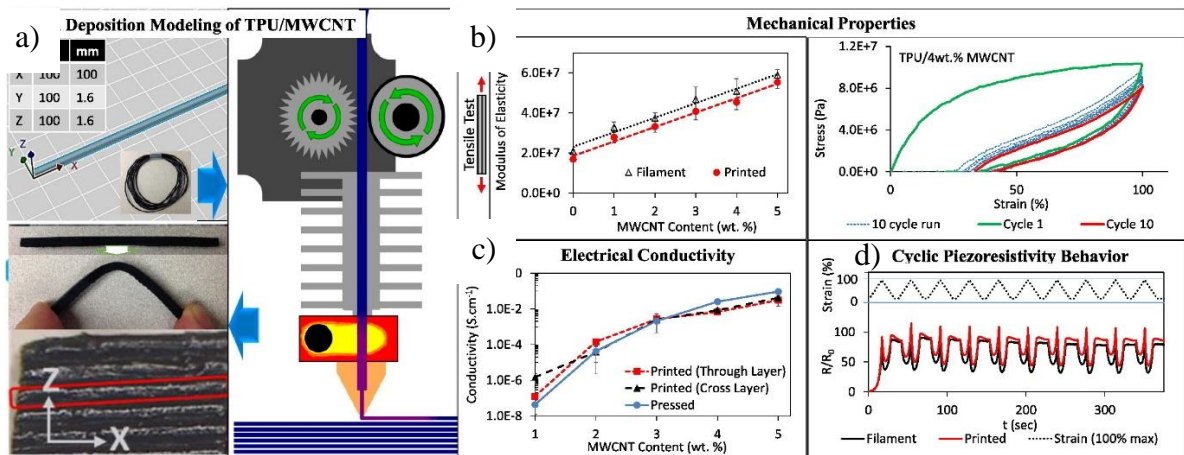 a)
Deposition Modeling of TPU/MWCNT
mm
X 100 100
Y 100 1.6
Z 100 1.6
Z
Y
X
Z
X
Tensile Test
b)
Mechanical Properties
Modulus of Elasticity
6.0E+7
4.0E+7
2.0E+7
0.0E+0
Filament
Printed
0 1 2 3 4 5
MWCNT Content (wt. %)
TPU/4wt.% MWCNT
Stress (Pa)
1.2E+7
8.0E+6
4.0E+6
0.0E+0
0 50 100
Strain (%)
10 cycle run
Cycle 1
Cycle 10
c)
Electrical Conductivity
Conductivity (S.cm-1)
0
1.0E-2
1.0E-4
1.0E-6
1.0E-8
Printed (Through Layer)
Printed (Cross Layer)
Pressed
1 2 3 4 5
MWCNT Content (wt. %)
d)
Cyclic Piezoresistivity Behavior
Strain (%)
100
0
R/R0
100
50
0
0 100 200 300
t (sec)
Filament
Printed
Strain (100% max)